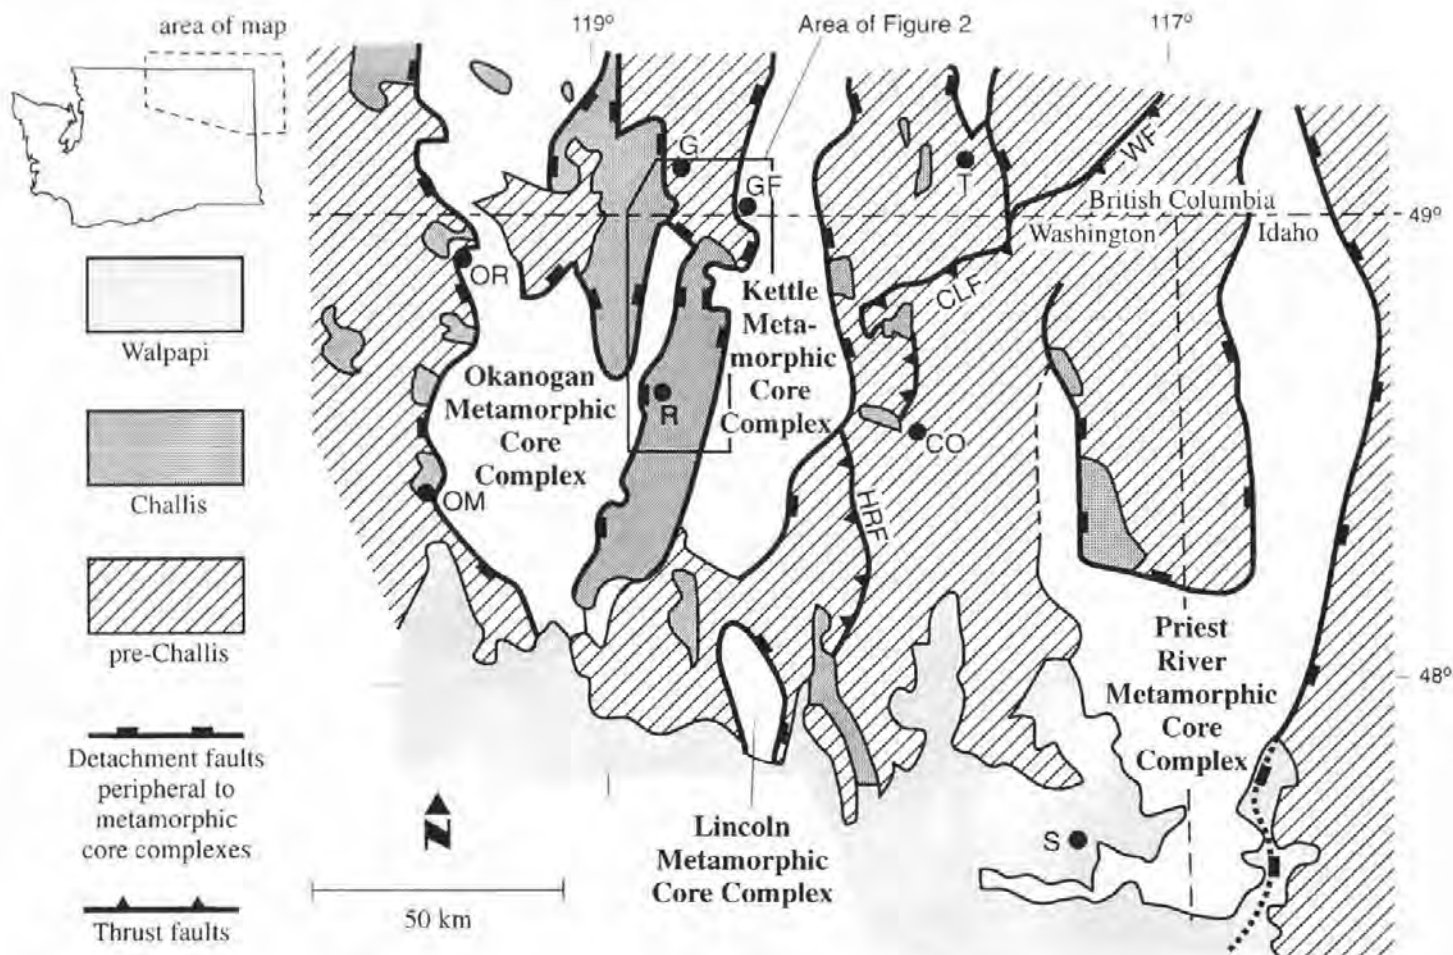 area of map
119°
Area of Figure 2
117°
G
GF
T
WF
British Columbia
49°
Washington
Idaho
OR
CLF
Walpapi
Kettle
Meta-
morphic
Core
Complex
Okanogan
Metamorphic
Core
Complex
R
CO
Challis
OM
HRF
pre-Challis
Priest
River
Metamorphic
Core
Complex
48°
Detachment faults
peripheral to
metamorphic
core complexes
N
Lincoln
Metamorphic
Core Complex
S
50 km
Thrust faults